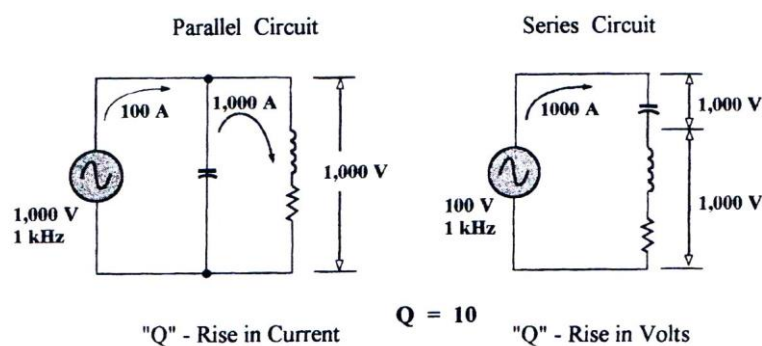 Parallel Circuit
Series Circuit
100 A
1,000 A
1,000 V
1,000 V
1 kHz
1000 A
1,000 V
1,000 V
100 V
1 kHz
Q = 10
"Q" - Rise in Current
"Q" - Rise in Volts